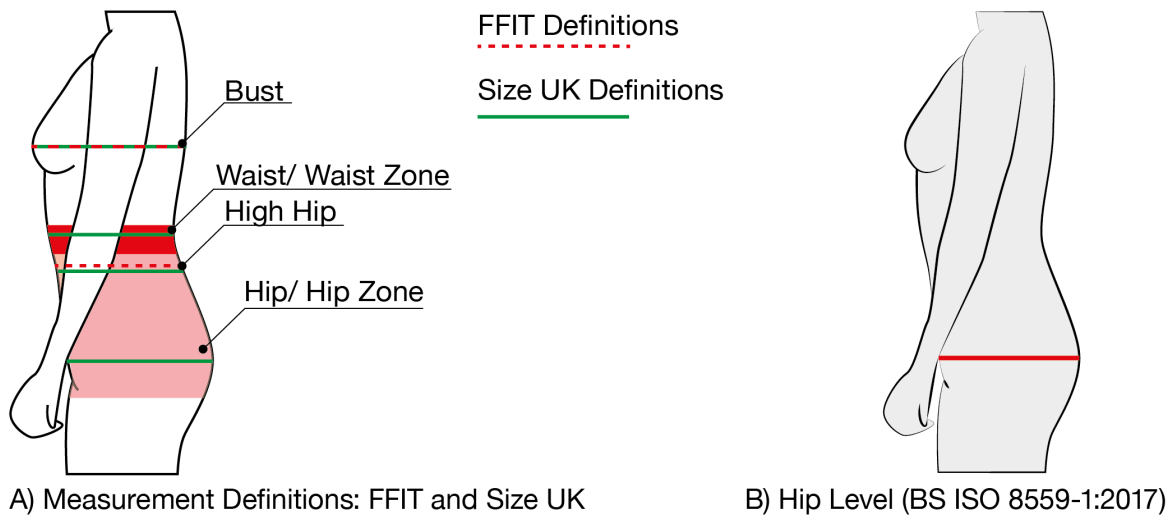 FFIT Definitions
Size UK Definitions
Bust
Waist/ Waist Zone
High Hip
Hip/ Hip Zone
A) Measurement Definitions: FFIT and Size UK
B) Hip Level (BS ISO 8559-1:2017)